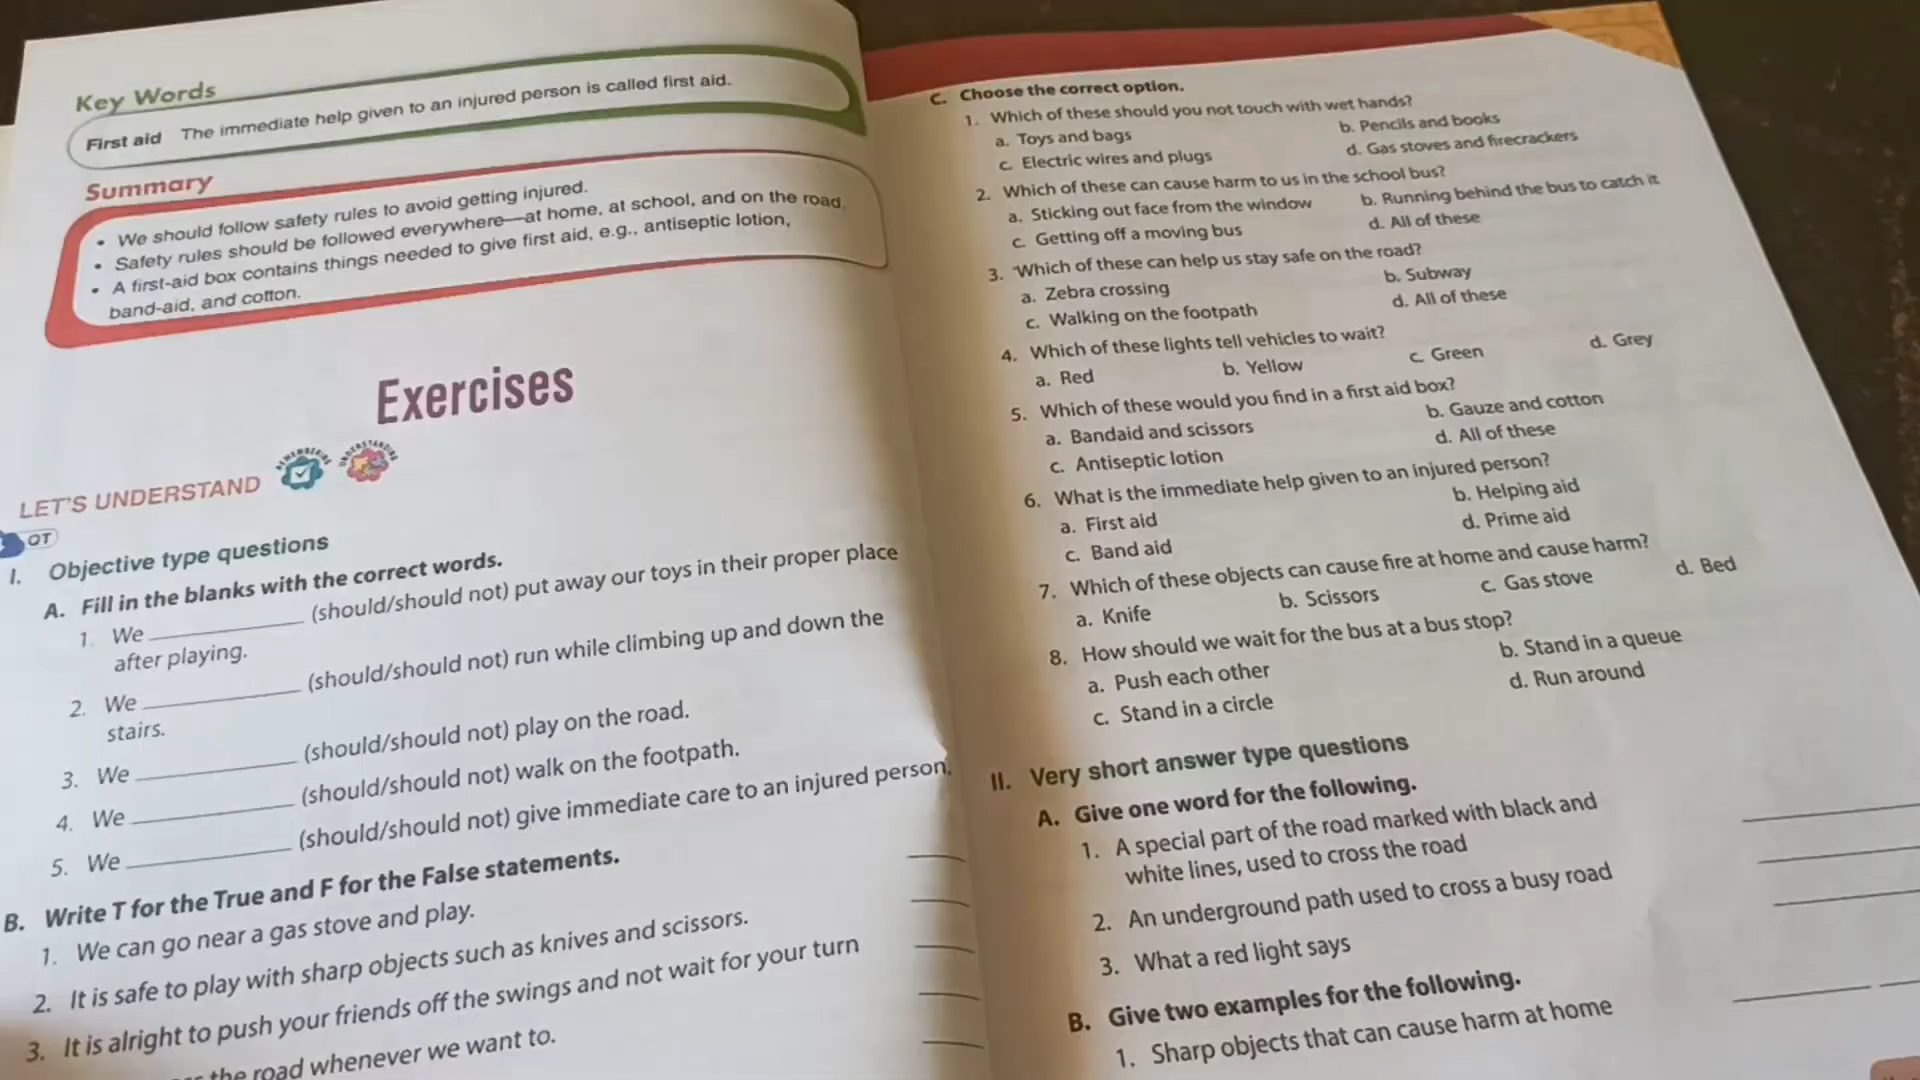 Key Words
First aid The immediate help given to an injured person is called first aid.
Summary
• We should follow safety rules to avoid getting injured.
• Safety rules should be followed everywhere—at home, at school, and on the road.
• A first-aid box contains things needed to give first aid, e.g., antiseptic lotion,
band-aid, and cotton.
Exercises
LET'S UNDERSTAND
REMEMBERING
UNDERSTANDING
QT
I. Objective type questions
A. Fill in the blanks with the correct words.
1. We ____________ (should/should not) put away our toys in their proper place
after playing.
2. We ____________ (should/should not) run while climbing up and down the
stairs.
3. We ____________ (should/should not) play on the road.
4. We ____________ (should/should not) walk on the footpath.
5. We ____________ (should/should not) give immediate care to an injured person.
B. Write T for the True and F for the False statements.
1. We can go near a gas stove and play.
2. It is safe to play with sharp objects such as knives and scissors.
3. It is alright to push your friends off the swings and not wait for your turn
the road whenever we want to.
C. Choose the correct option.
1. Which of these should you not touch with wet hands?
a. Toys and bags b. Pencils and books
c. Electric wires and plugs d. Gas stoves and firecrackers
2. Which of these can cause harm to us in the school bus?
a. Sticking out face from the window b. Running behind the bus to catch it
c. Getting off a moving bus d. All of these
3. Which of these can help us stay safe on the road?
a. Zebra crossing b. Subway
c. Walking on the footpath d. All of these
4. Which of these lights tell vehicles to wait?
a. Red b. Yellow c. Green d. Grey
5. Which of these would you find in a first aid box?
a. Bandaid and scissors b. Gauze and cotton
c. Antiseptic lotion d. All of these
6. What is the immediate help given to an injured person?
a. First aid b. Helping aid
c. Band aid d. Prime aid
7. Which of these objects can cause fire at home and cause harm?
a. Knife b. Scissors c. Gas stove d. Bed
8. How should we wait for the bus at a bus stop?
a. Push each other b. Stand in a queue
c. Stand in a circle d. Run around
II. Very short answer type questions
A. Give one word for the following.
1. A special part of the road marked with black and
white lines, used to cross the road
2. An underground path used to cross a busy road
3. What a red light says
B. Give two examples for the following.
1. Sharp objects that can cause harm at home